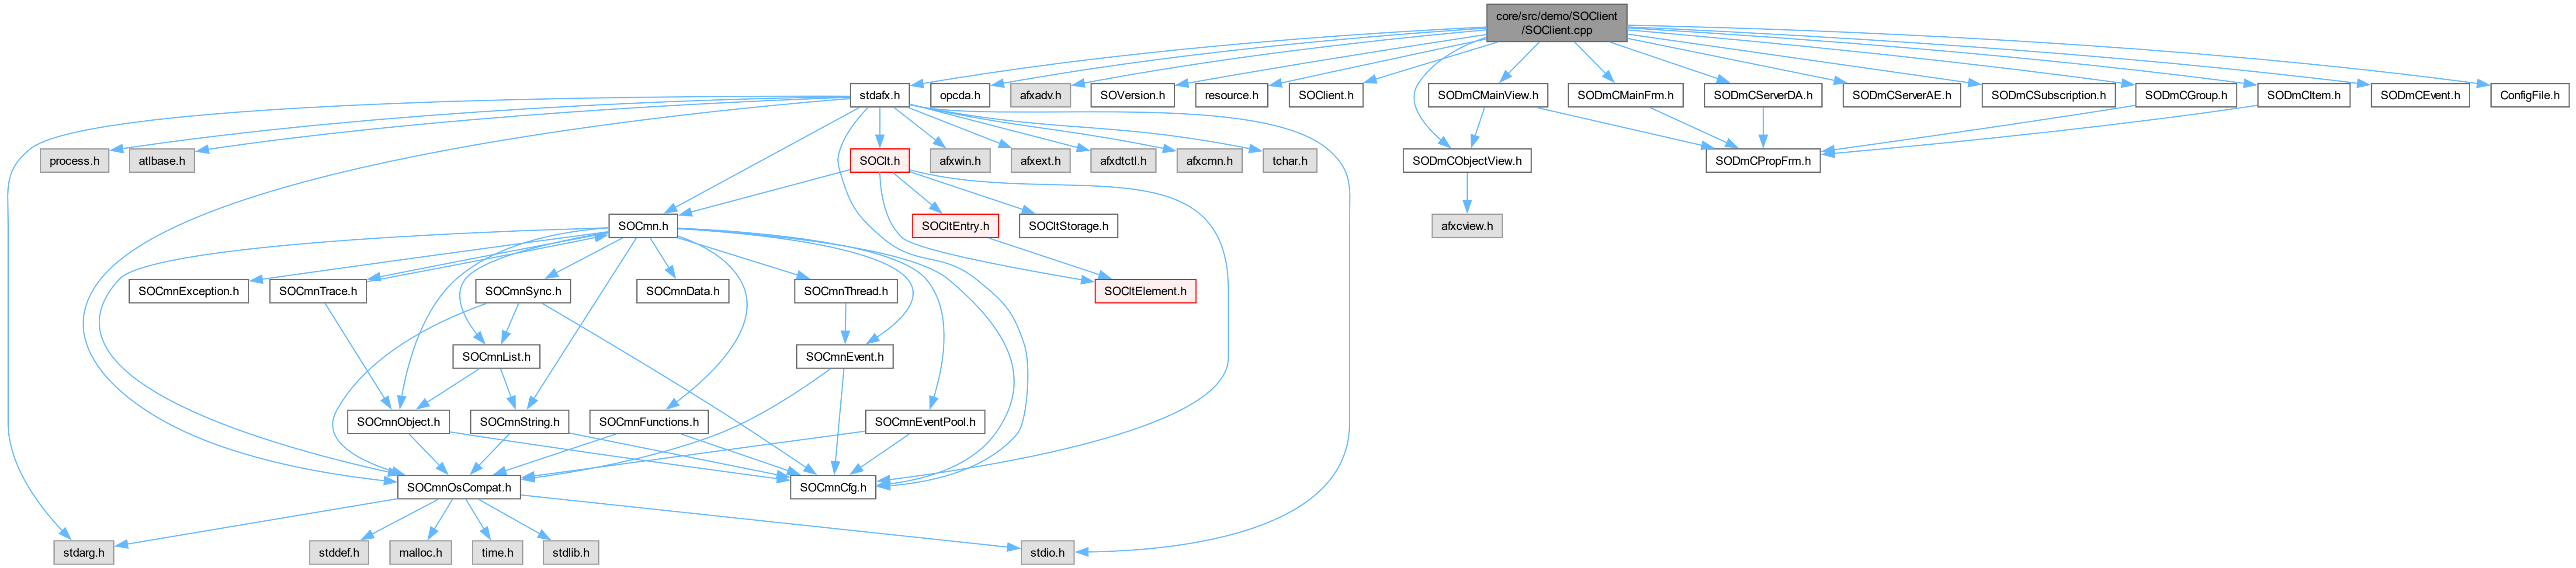 core/src/demo/SOClient
/SOClient.cpp
stdafx.h
opcda.h
afxadv.h
SOVersion.h
resource.h
SOClient.h
SODmCMainView.h
SODmCMainFrm.h
SODmCServerDA.h
SODmCServerAE.h
SODmCSubscription.h
SODmCGroup.h
SODmCItem.h
SODmCEvent.h
ConfigFile.h
process.h
atlbase.h
SOClt.h
afxwin.h
afxext.h
afxdtctl.h
afxcmn.h
tchar.h
SODmCObjectView.h
SODmCPropFrm.h
SOCmn.h
SOCltEntry.h
SOCltStorage.h
afxcview.h
SOCmnException.h
SOCmnTrace.h
SOCmnSync.h
SOCmnData.h
SOCmnThread.h
SOCltElement.h
SOCmnList.h
SOCmnEvent.h
SOCmnObject.h
SOCmnString.h
SOCmnFunctions.h
SOCmnEventPool.h
SOCmnOsCompat.h
SOCmnCfg.h
stdarg.h
stddef.h
malloc.h
time.h
stdlib.h
stdio.h